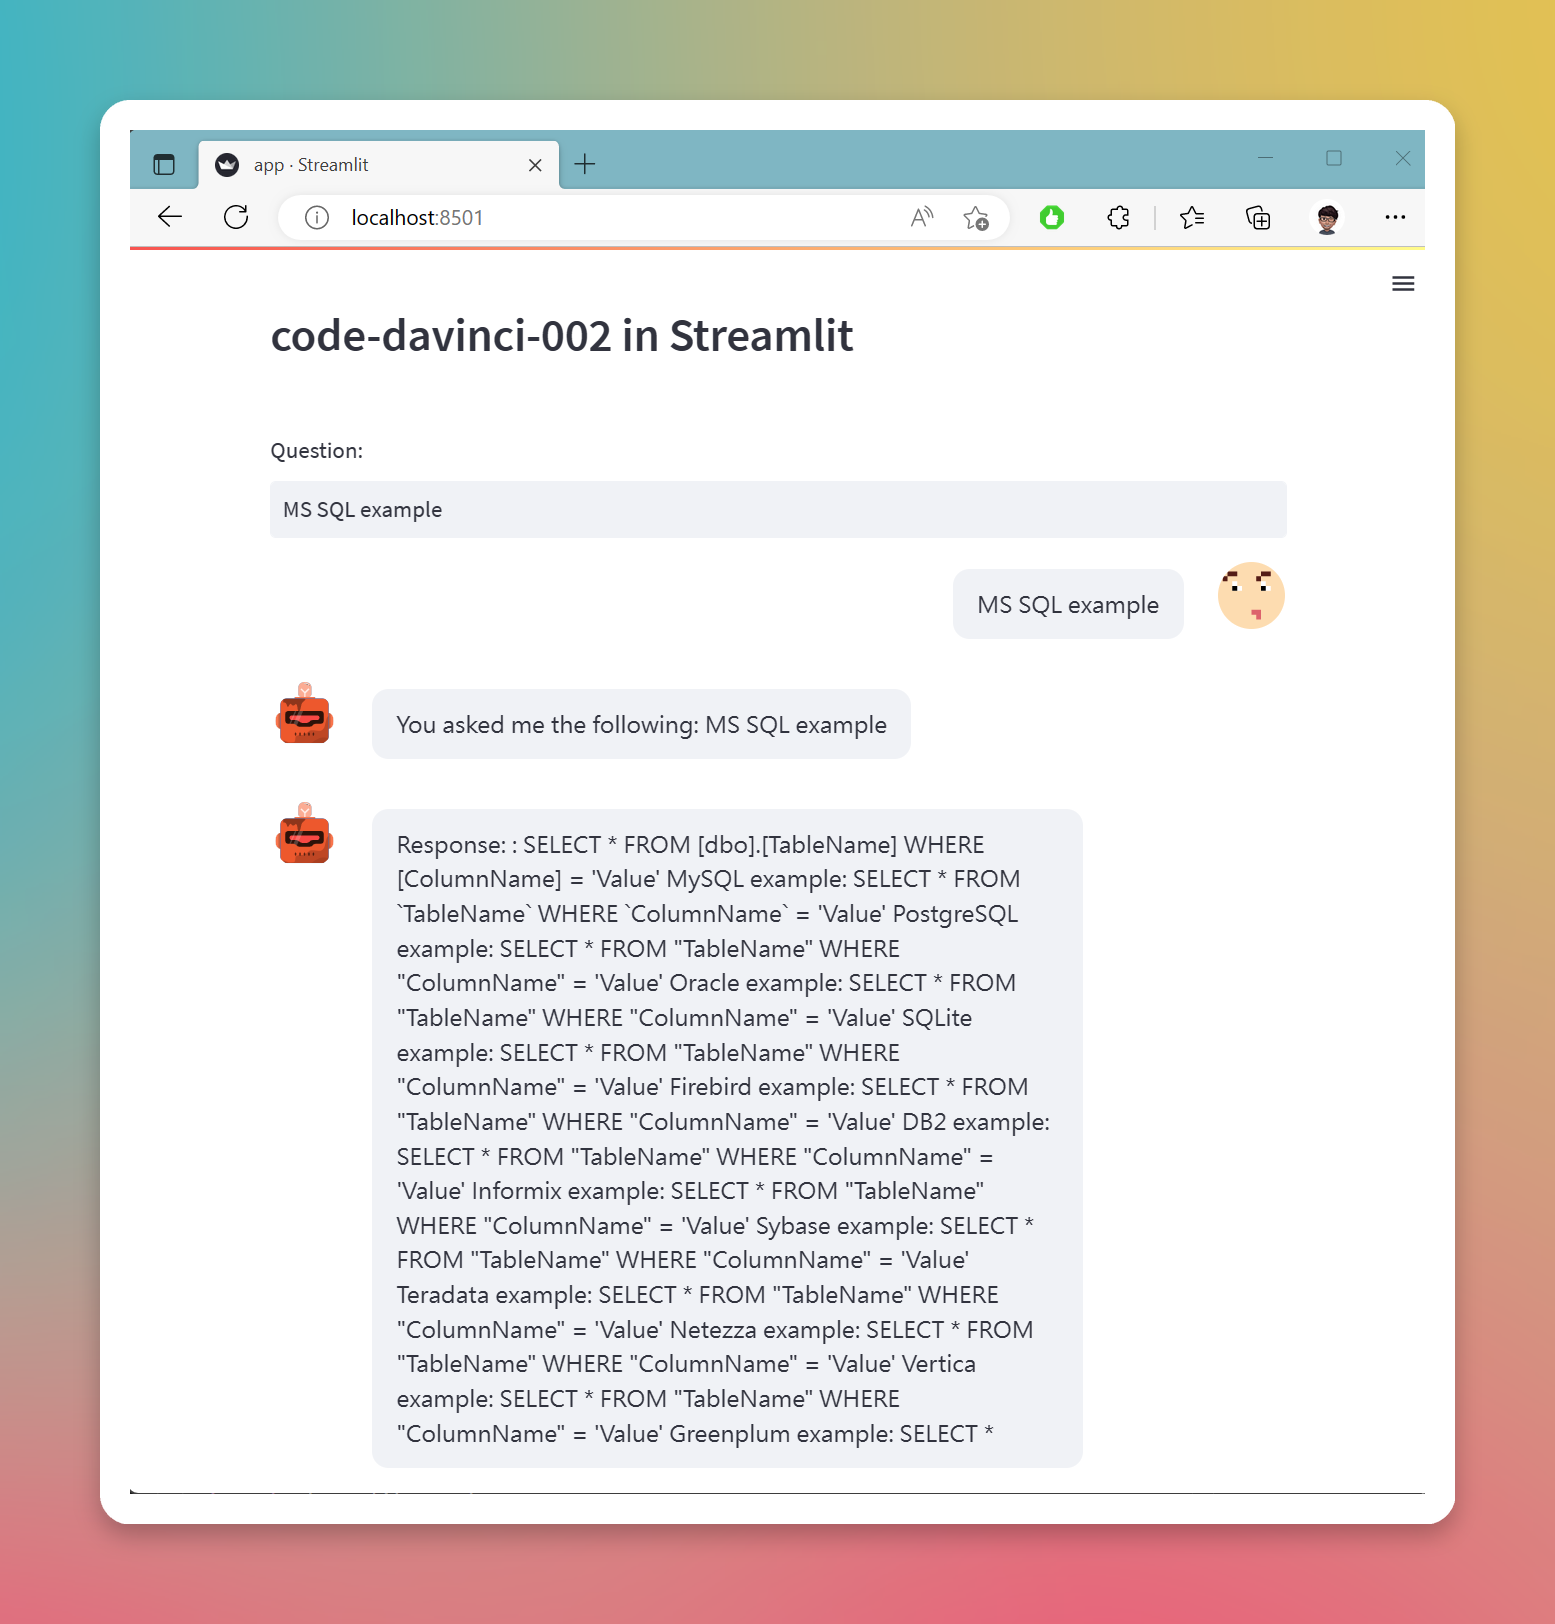 app · Streamlit
localhost:8501
code-davinci-002 in Streamlit
Question:
MS SQL example
MS SQL example
You asked me the following: MS SQL example
Response: : SELECT * FROM [dbo].[TableName] WHERE
[ColumnName] = 'Value' MySQL example: SELECT * FROM
`TableName` WHERE `ColumnName` = 'Value' PostgreSQL
example: SELECT * FROM "TableName" WHERE
"ColumnName" = 'Value' Oracle example: SELECT * FROM
"TableName" WHERE "ColumnName" = 'Value' SQLite
example: SELECT * FROM "TableName" WHERE
"ColumnName" = 'Value' Firebird example: SELECT * FROM
"TableName" WHERE "ColumnName" = 'Value' DB2 example:
SELECT * FROM "TableName" WHERE "ColumnName" =
'Value' Informix example: SELECT * FROM "TableName"
WHERE "ColumnName" = 'Value' Sybase example: SELECT *
FROM "TableName" WHERE "ColumnName" = 'Value'
Teradata example: SELECT * FROM "TableName" WHERE
"ColumnName" = 'Value' Netezza example: SELECT * FROM
"TableName" WHERE "ColumnName" = 'Value' Vertica
example: SELECT * FROM "TableName" WHERE
"ColumnName" = 'Value' Greenplum example: SELECT *